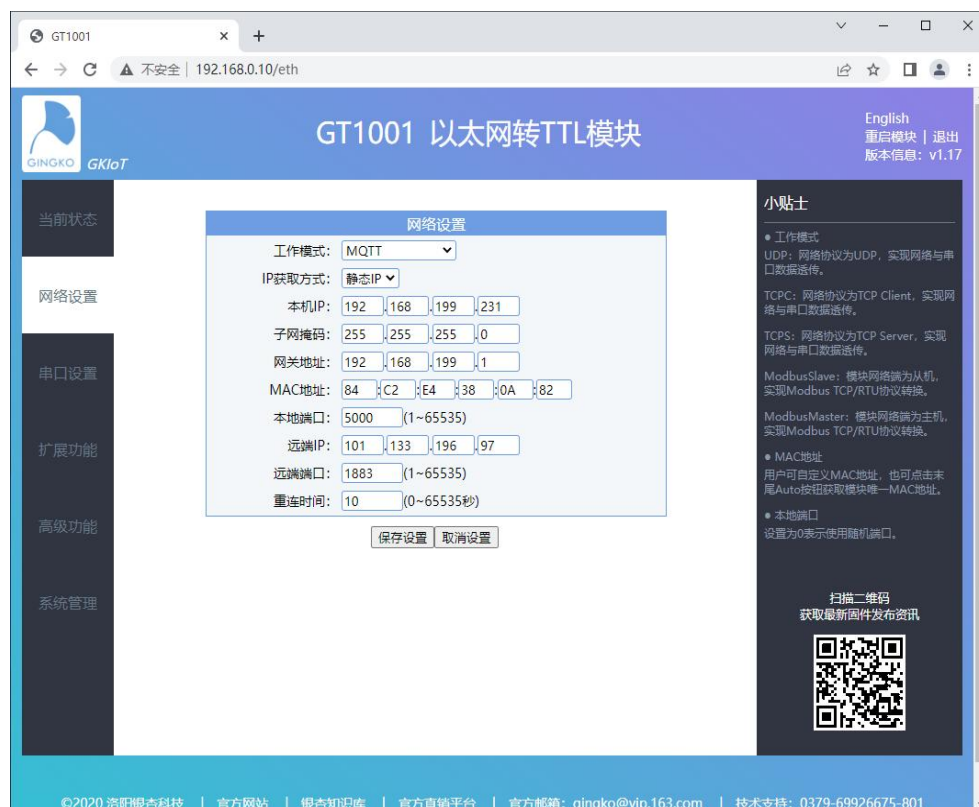 GT1001
不安全 | 192.168.0.10/eth
GINGKO GKIoT
GT1001 以太网转TTL模块
English
重启模块 | 退出
版本信息：v1.17
当前状态
网络设置
串口设置
扩展功能
高级功能
系统管理
网络设置
工作模式： MQTT
IP获取方式： 静态IP
本机IP： 192 .168 .199 .231
子网掩码： 255 .255 .255 .0
网关地址： 192 .168 .199 .1
MAC地址： 84 :C2 :E4 :38 :0A :82
本地端口： 5000 (1~65535)
远端IP： 101 .133 .196 .97
远端端口： 1883 (1~65535)
重连时间： 10 (0~65535秒)
保存设置 取消设置
小贴士
● 工作模式
UDP：网络协议为UDP，实现网络与串
口数据透传。
TCPC：网络协议为TCP Client，实现网
络与串口数据透传。
TCPS：网络协议为TCP Server，实现
网络与串口数据透传。
ModbusSlave：模块网络端为从机，
实现Modbus TCP/RTU协议转换。
ModbusMaster：模块网络端为主机，
实现Modbus TCP/RTU协议转换。
● MAC地址
用户可自定义MAC地址，也可点击末
尾Auto按钮获取模块唯一MAC地址。
● 本地端口
设置为0表示使用随机端口。
扫描二维码
获取最新固件发布资讯
©2020 洛阳银杏科技 | 官方网站 | 银杏知识库 | 官方直销平台 | 官方邮箱：gingko@vip.163.com | 技术支持：0379-69926675-801